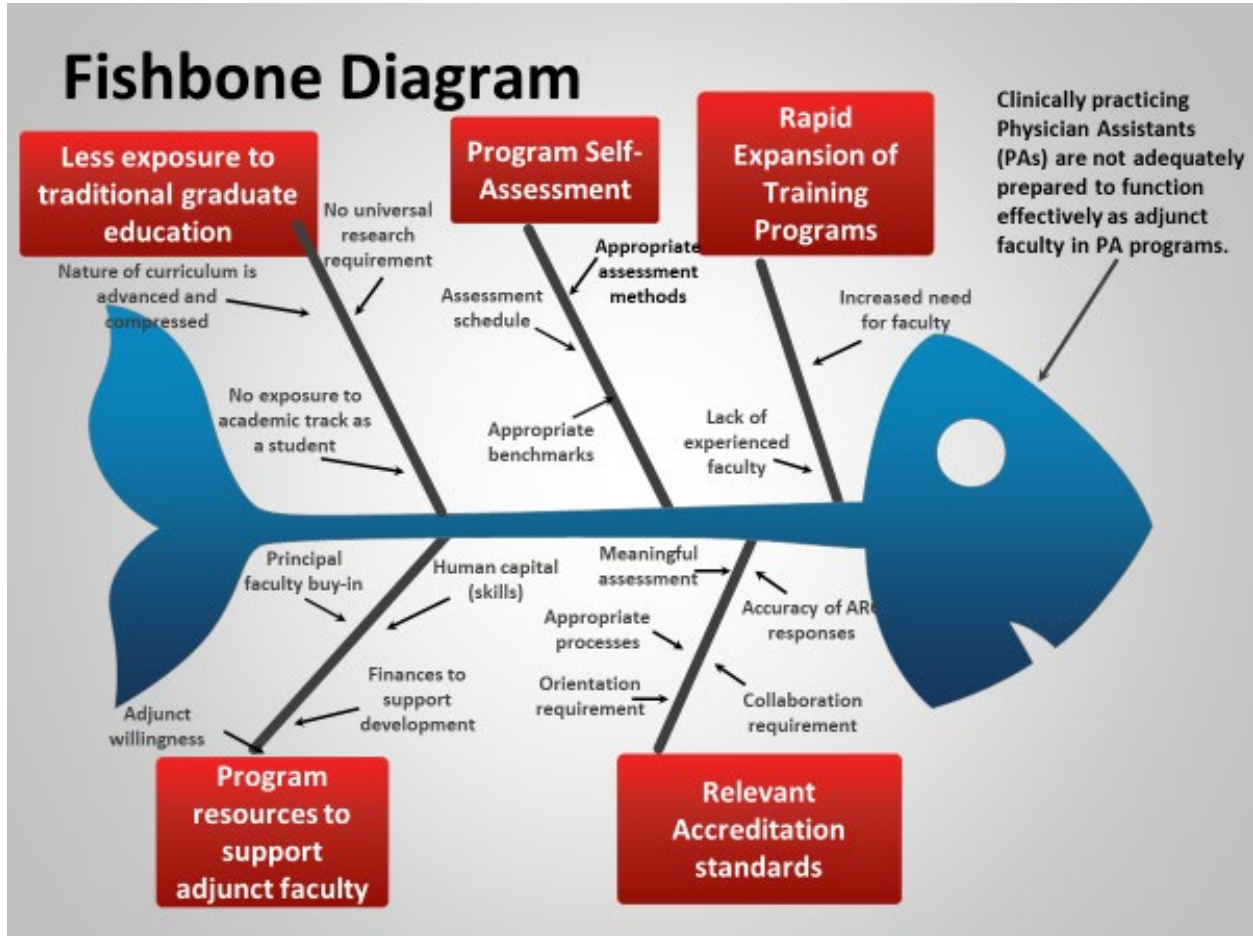 Fishbone Diagram
Less exposure to
traditional graduate
education
No universal
research
requirement
Nature of curriculum is
advanced and
compressed
No exposure to
academic track as
a student
Program Self-
Assessment
Appropriate
assessment
methods
Assessment
schedule
Appropriate
benchmarks
Rapid
Expansion of
Training
Programs
Increased need
for faculty
Lack of
experienced
faculty
Clinically practicing
Physician Assistants
(PAs) are not adequately
prepared to function
effectively as adjunct
faculty in PA programs.
Principal
faculty buy-in
Human capital
(skills)
Finances to
support
development
Adjunct
willingness
Program
resources to
support
adjunct faculty
Meaningful
assessment
Accuracy of
responses
Appropriate
processes
Orientation
requirement
Collaboration
requirement
Relevant
Accreditation
standards